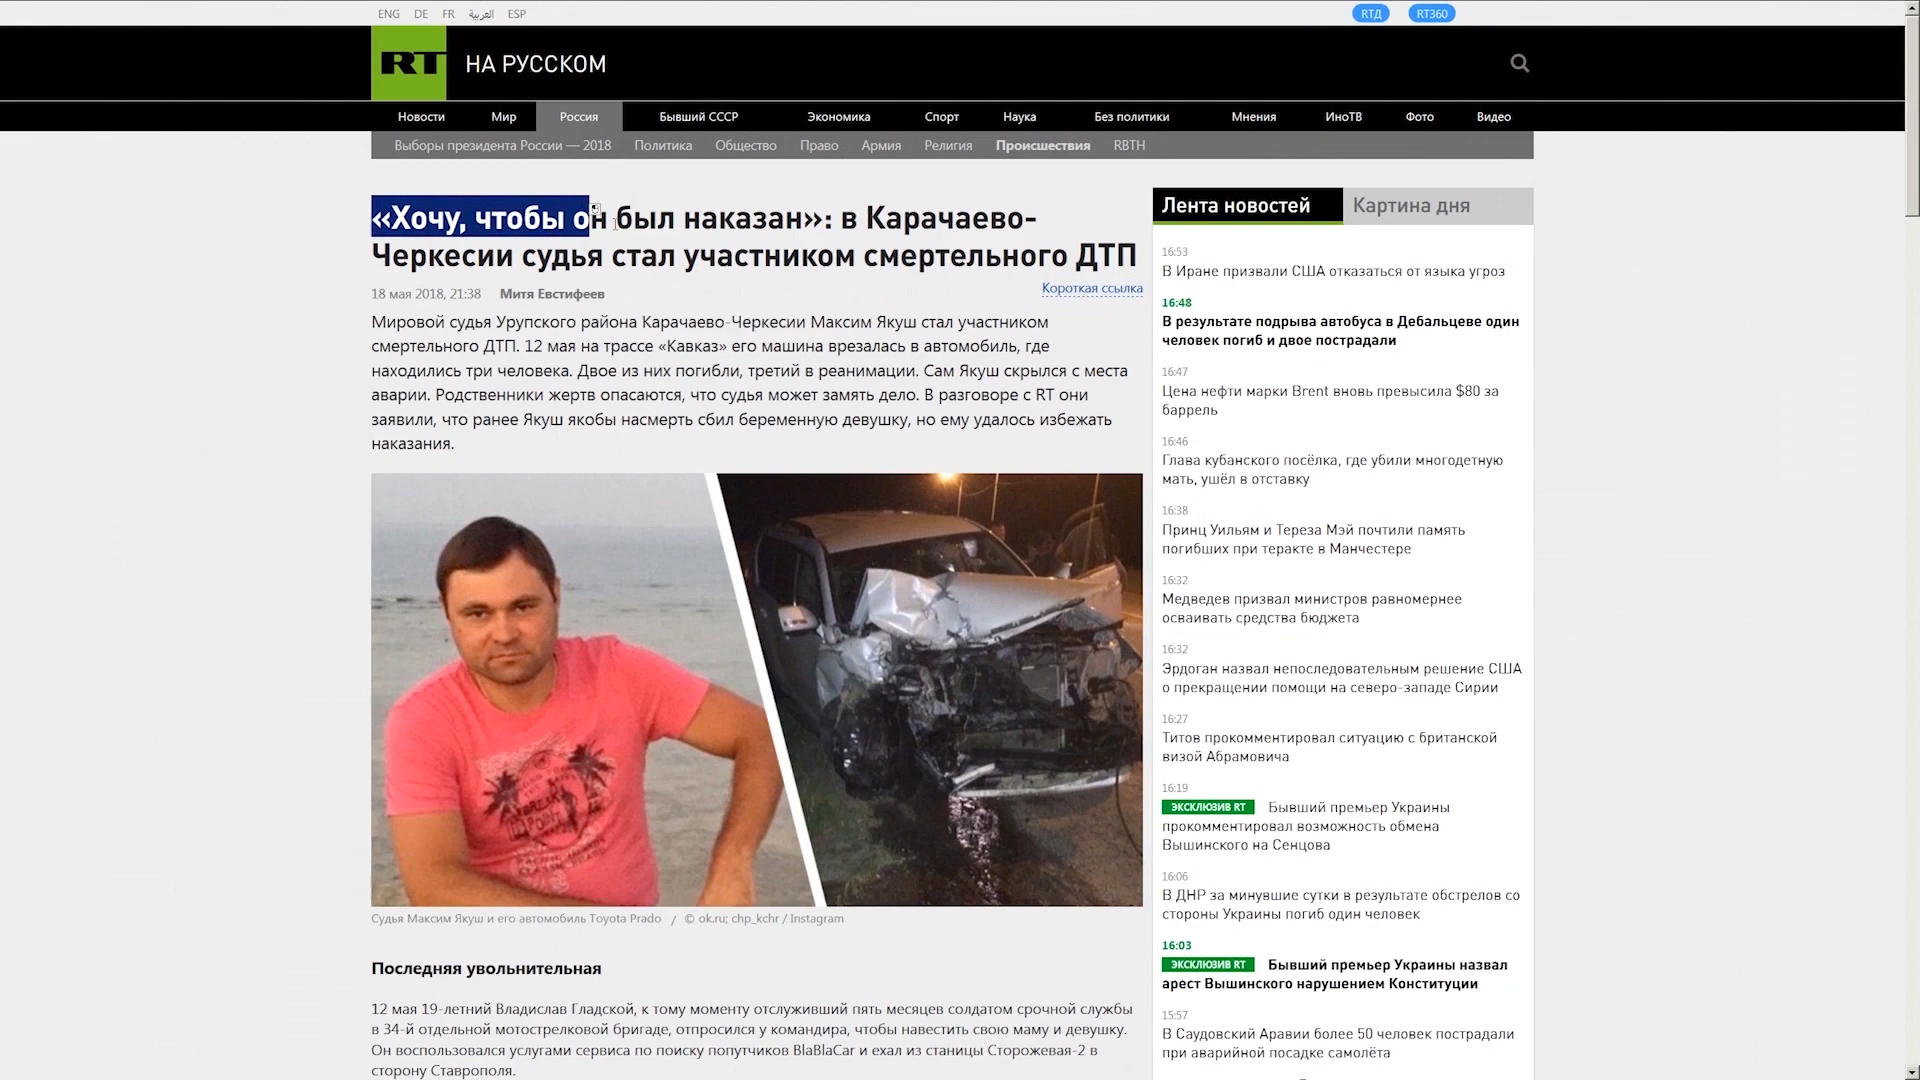 ENG DE FR العربية ESP RTД RT360
RT НА РУССКОМ
Новости Мир Россия Бывший СССР Экономика Спорт Наука Без политики Мнения ИноТВ Фото Видео
Выборы президента России — 2018 Политика Общество Право Армия Религия Происшествия RBTH
«Хочу, чтобы он был наказан»: в Карачаево-
Черкесии судья стал участником смертельного ДТП
18 мая 2018, 21:38 Митя Евстифеев
Короткая ссылка
Мировой судья Урупского района Карачаево-Черкесии Максим Якуш стал участником
смертельного ДТП. 12 мая на трассе «Кавказ» его машина врезалась в автомобиль, где
находились три человека. Двое из них погибли, третий в реанимации. Сам Якуш скрылся с места
аварии. Родственники жертв опасаются, что судья может замять дело. В разговоре с RT они
заявили, что ранее Якуш якобы насмерть сбил беременную девушку, но ему удалось избежать
наказания.
Судья Максим Якуш и его автомобиль Toyota Prado / © ok.ru; chp_kchr / Instagram
Последняя увольнительная
12 мая 19-летний Владислав Гладской, к тому моменту отслуживший пять месяцев солдатом срочной службы
в 34-й отдельной мотострелковой бригаде, отпросился у командира, чтобы навестить свою маму и девушку.
Он воспользовался услугами сервиса по поиску попутчиков BlaBlaCar и ехал из станицы Сторожевая-2 в
сторону Ставрополя.
Лента новостей Картина дня
16:53
В Иране призвали США отказаться от языка угроз
16:48
В результате подрыва автобуса в Дебальцеве один
человек погиб и двое пострадали
16:47
Цена нефти марки Brent вновь превысила $80 за
баррель
16:46
Глава кубанского посёлка, где убили многодетную
мать, ушёл в отставку
16:38
Принц Уильям и Тереза Мэй почтили память
погибших при теракте в Манчестере
16:32
Медведев призвал министров равномернее
осваивать средства бюджета
16:32
Эрдоган назвал непоследовательным решение США
о прекращении помощи на северо-западе Сирии
16:27
Титов прокомментировал ситуацию с британской
визой Абрамовича
16:19
ЭКСКЛЮЗИВ RT Бывший премьер Украины
прокомментировал возможность обмена
Вышинского на Сенцова
16:06
В ДНР за минувшие сутки в результате обстрелов со
стороны Украины погиб один человек
16:03
ЭКСКЛЮЗИВ RT Бывший премьер Украины назвал
арест Вышинского нарушением Конституции
15:57
В Саудовский Аравии более 50 человек пострадали
при аварийной посадке самолёта